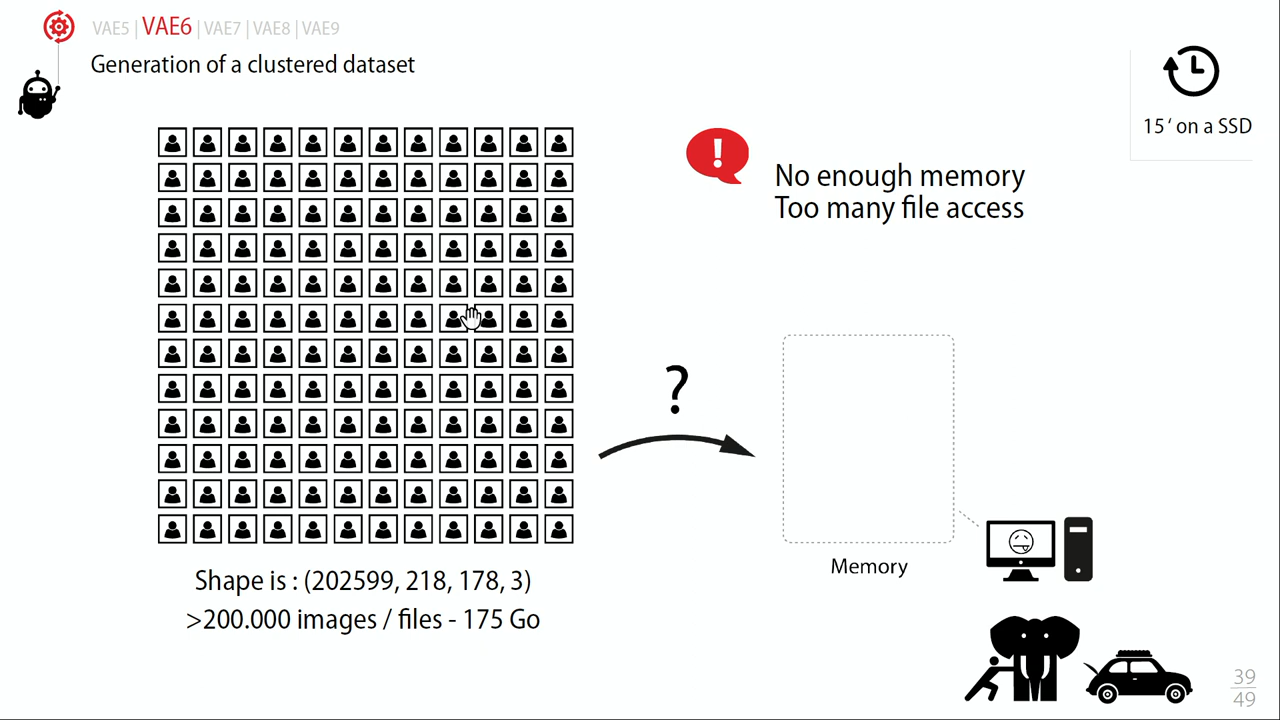 VAE5 | VAE6 | VAE7 | VAE8 | VAE9
Generation of a clustered dataset
15‘ on a SSD
!
No enough memory
Too many file access
?
Memory
Shape is : (202599, 218, 178, 3)
>200.000 images / files - 175 Go
39
49